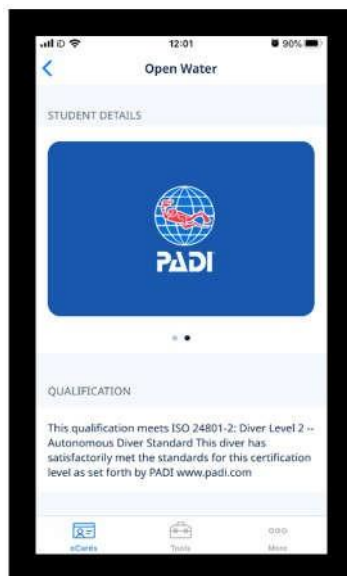 iD 12:01 90%
Open Water
STUDENT DETAILS
PADI
QUALIFICATION
This qualification meets ISO 24801-2: Diver Level 2 --
Autonomous Diver Standard This diver has
satisfactorily met the standards for this certification
level as set forth by PADI www.padi.com
eCards Tools More